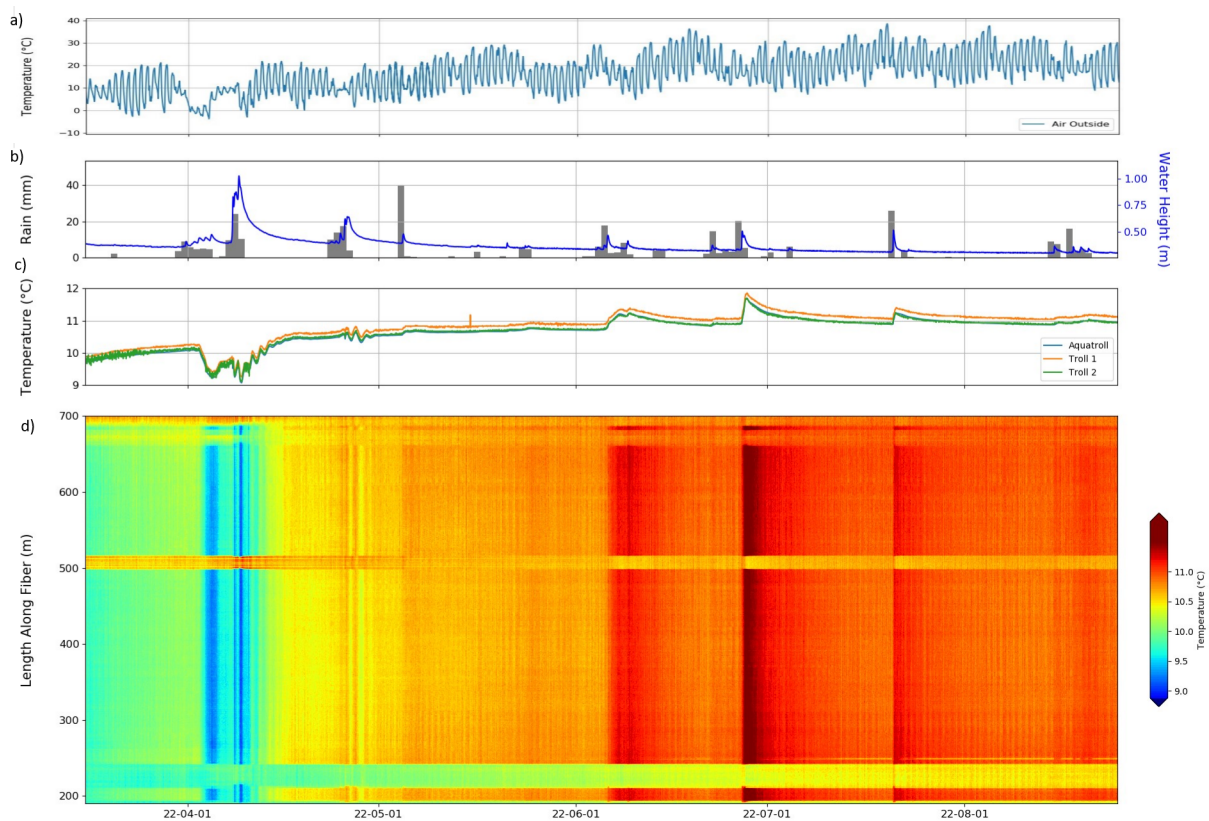 a)
Temperature (°C)
40
30
20
10
0
−10
Air Outside
b)
Rain (mm)
40
20
0
1.00
0.75
0.50
Water Height (m)
c)
Temperature (°C)
12
11
10
9
Aquatroll
Troll 1
Troll 2
d)
Length Along Fiber (m)
700
600
500
400
300
200
22-04-01
22-05-01
22-06-01
22-07-01
22-08-01
11.0
10.5
10.0
9.5
9.0
Temperature (°C)